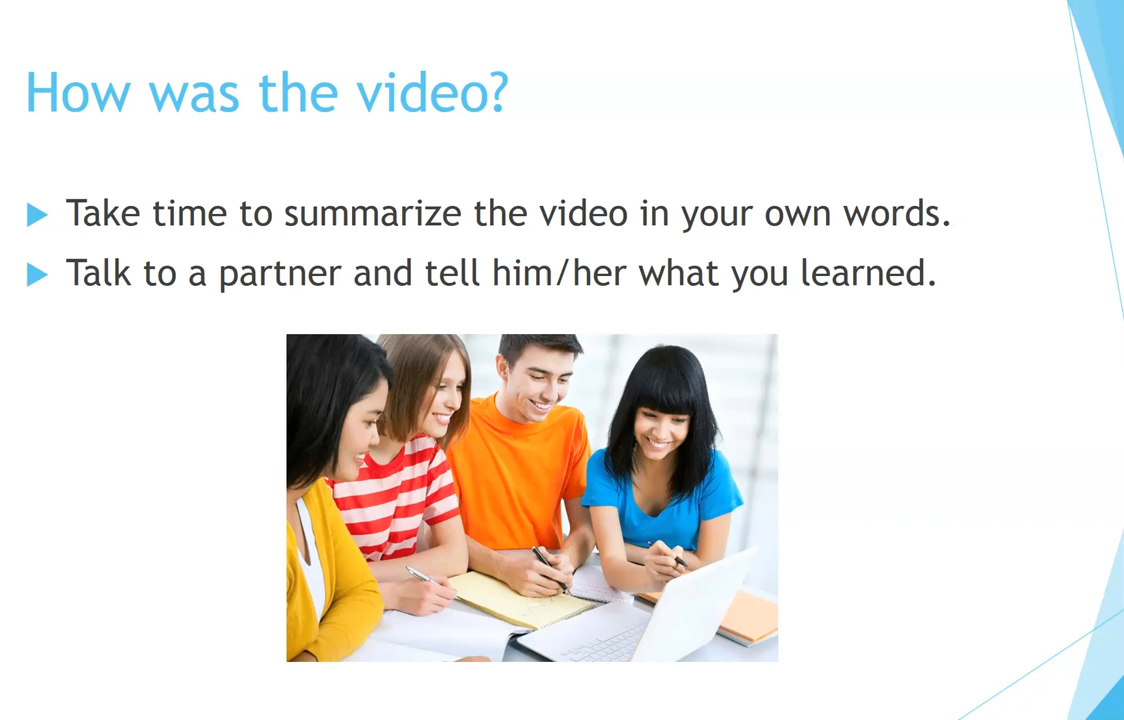 How was the video?
Take time to summarize the video in your own words.
Talk to a partner and tell him/her what you learned.